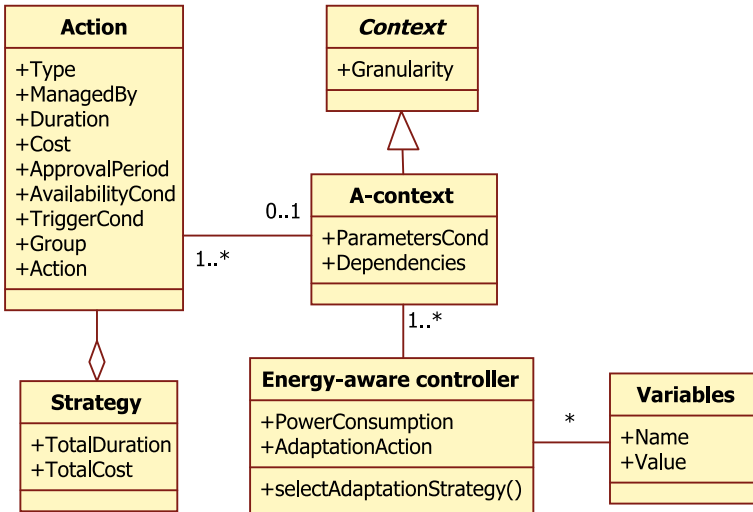 Action
+Type
+ManagedBy
+Duration
+Cost
+ApprovalPeriod
+AvailabilityCond
+TriggerCond
+Group
+Action
Context
+Granularity
A-context
+ParametersCond
+Dependencies
0..1
1..*
1..*
Strategy
+TotalDuration
+TotalCost
Energy-aware controller
+PowerConsumption
+AdaptationAction
+selectAdaptationStrategy()
*
Variables
+Name
+Value